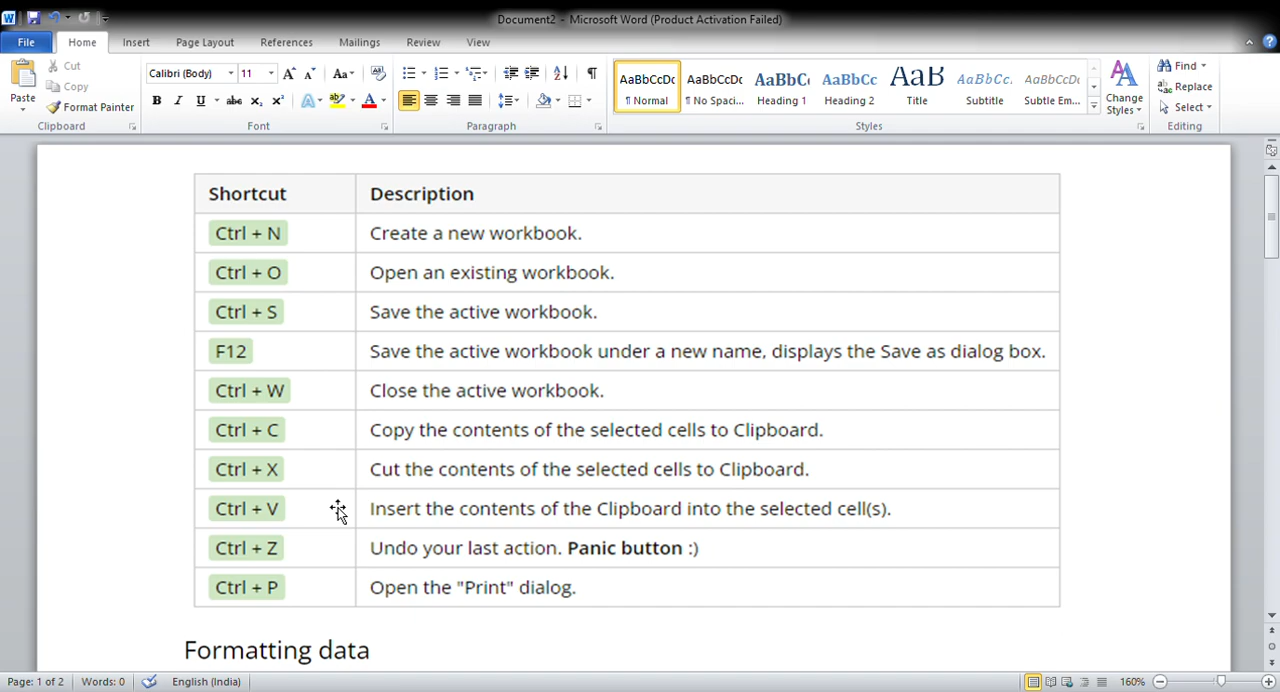 Document2 - Microsoft Word (Product Activation Failed)
File Home Insert Page Layout References Mailings Review View
Paste
Cut
Copy
Format Painter
Clipboard
Calibri (Body) 11
Font
Paragraph
AaBbCcDc ¶ Normal
AaBbCcDc ¶ No Spaci...
AaBbC Heading 1
AaBbCc Heading 2
AaB Title
AaBbCc. Subtitle
AaBbCcDc Subtle Em...
Change Styles
Styles
Find
Replace
Select
Editing
Shortcut Description
Ctrl + N Create a new workbook.
Ctrl + O Open an existing workbook.
Ctrl + S Save the active workbook.
F12 Save the active workbook under a new name, displays the Save as dialog box.
Ctrl + W Close the active workbook.
Ctrl + C Copy the contents of the selected cells to Clipboard.
Ctrl + X Cut the contents of the selected cells to Clipboard.
Ctrl + V Insert the contents of the Clipboard into the selected cell(s).
Ctrl + Z Undo your last action. Panic button :)
Ctrl + P Open the "Print" dialog.
Formatting data
Page: 1 of 2 Words: 0 English (India) 160%